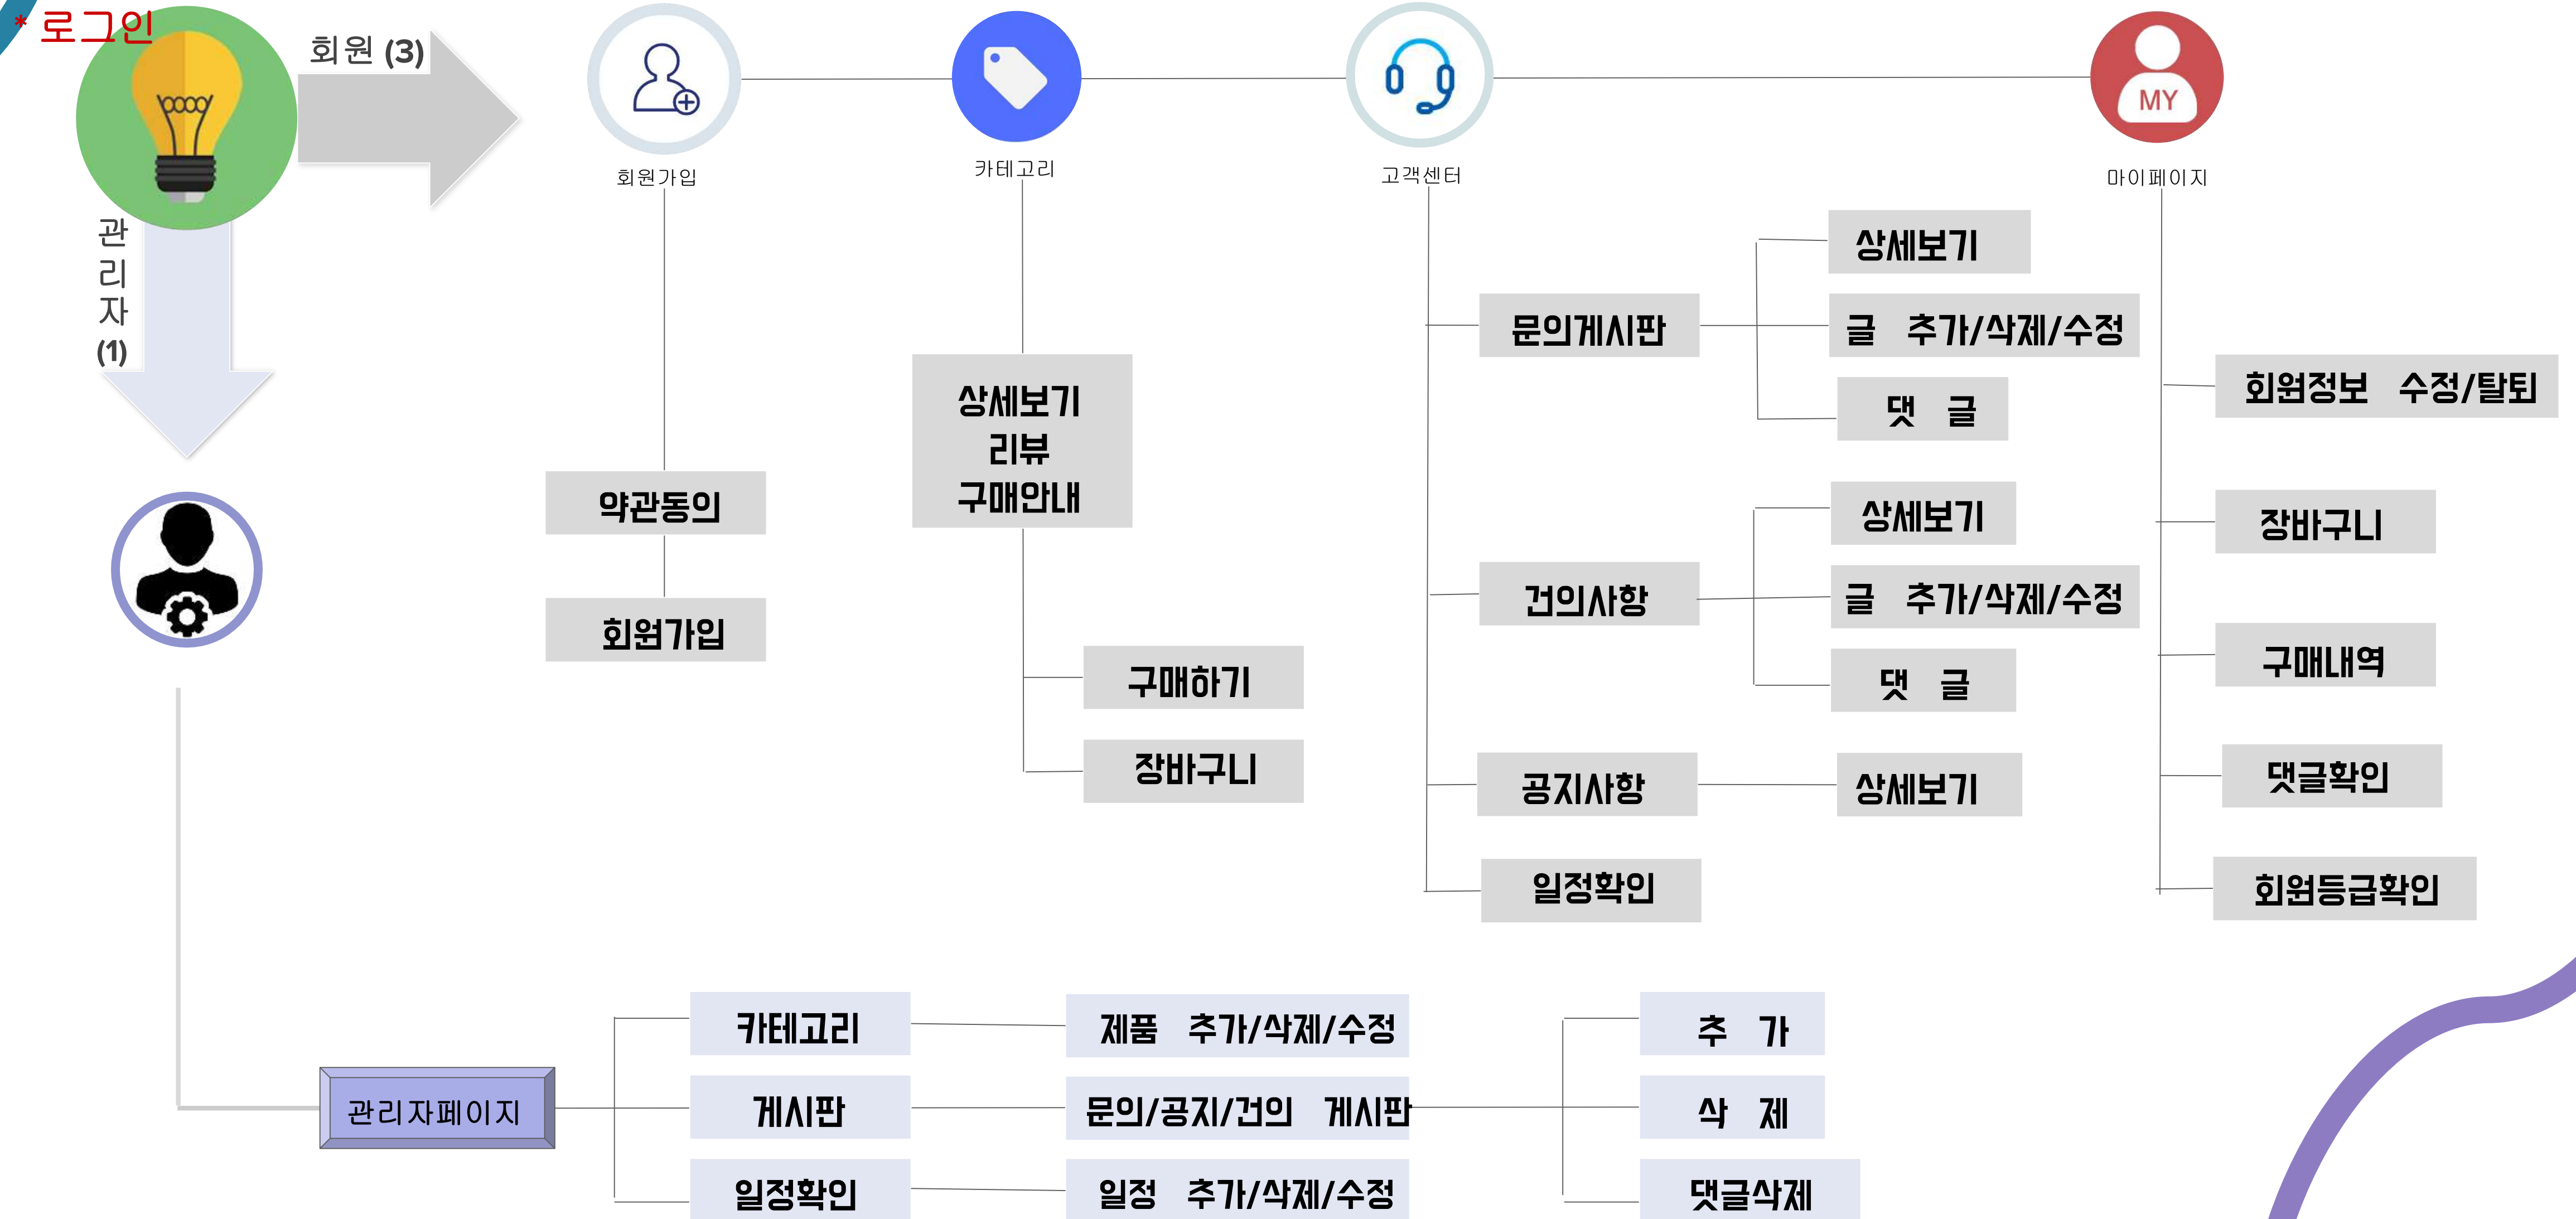 * 로그인
회원 (3)
관
리
자
(1)
회원가입
카테고리
고객센터
MY
마이페이지
약관동의
회원가입
상세보기
리뷰
구매안내
구매하기
장바구니
문의게시판
상세보기
글 추가/삭제/수정
댓 글
건의사항
상세보기
글 추가/삭제/수정
댓 글
공지사항
상세보기
일정확인
회원정보 수정/탈퇴
장바구니
구매내역
댓글확인
회원등급확인
관리자페이지
카테고리
제품 추가/삭제/수정
게시판
문의/공지/건의 게시판
추 가
삭 제
댓글삭제
일정확인
일정 추가/삭제/수정